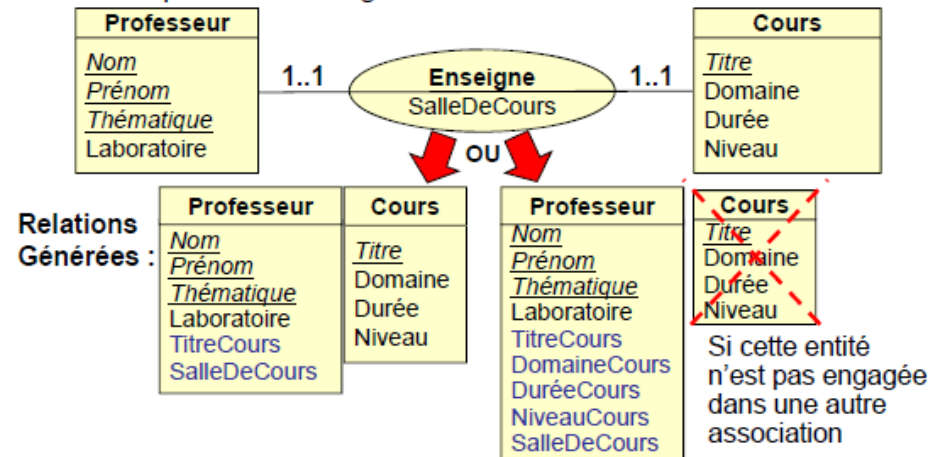 Professeur
Nom
Prénom
Thématique
Laboratoire
1..1
Enseigne
SalleDeCours
1..1
Cours
Titre
Domaine
Durée
Niveau
OU
Relations
Générées :
Professeur
Nom
Prénom
Thématique
Laboratoire
TitreCours
SalleDeCours
Cours
Titre
Domaine
Durée
Niveau
Professeur
Nom
Prénom
Thématique
Laboratoire
TitreCours
DomaineCours
DuréeCours
NiveauCours
SalleDeCours
Cours
Titre
Domaine
Durée
Niveau
Si cette entité
n'est pas engagée
dans une autre
association